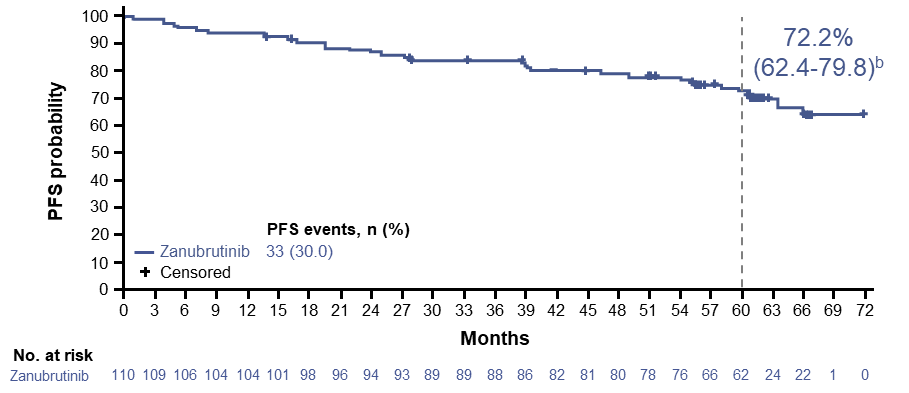 100
90
80
70
60
50
40
30
20
10
0
PFS probability
72.2%
(62.4-79.8)b
PFS events, n (%)
Zanubrutinib 33 (30.0)
Censored
0 3 6 9 12 15 18 21 24 27 30 33 36 39 42 45 48 51 54 57 60 63 66 69 72
Months
No. at risk
Zanubrutinib 110 109 106 104 104 101 98 96 94 93 89 89 88 86 82 81 80 78 76 66 62 24 22 1 0